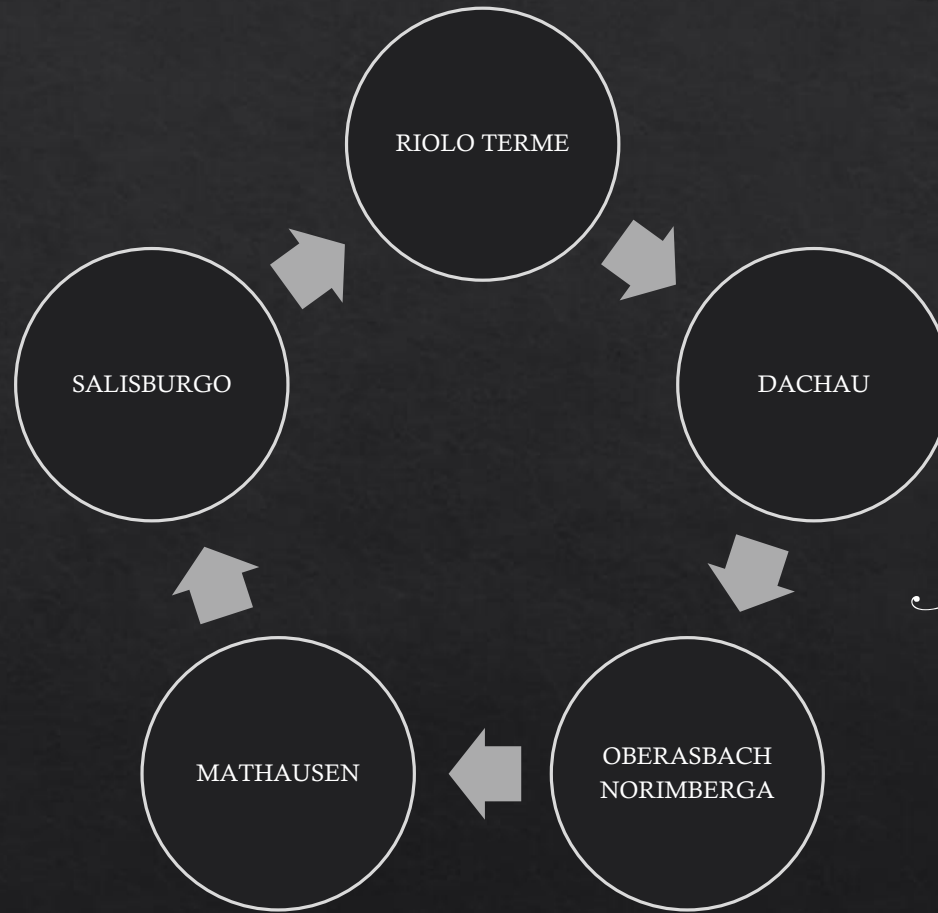 RIOLO TERME
DACHAU
OBERASBACH
NORIMBERGA
MATHAUSEN
SALISBURGO